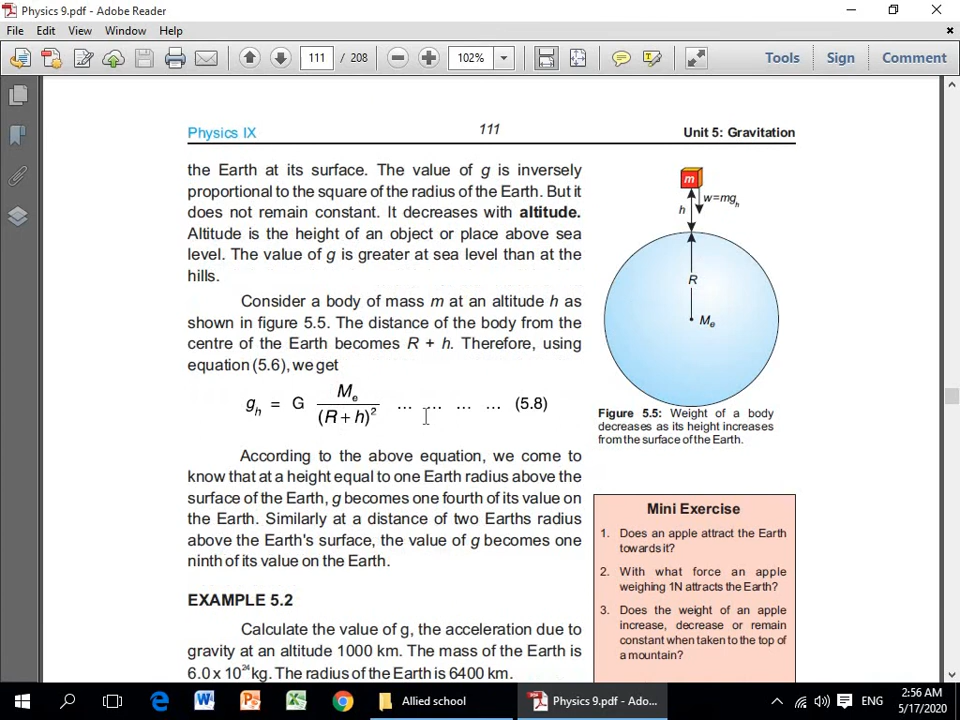 Physics 9.pdf - Adobe Reader
File Edit View Window Help
111 / 208
102%
Tools Sign Comment
Physics IX
111
Unit 5: Gravitation
the Earth at its surface. The value of g is inversely
proportional to the square of the radius of the Earth. But it
does not remain constant. It decreases with altitude.
Altitude is the height of an object or place above sea
level. The value of g is greater at sea level than at the
hills.
Consider a body of mass m at an altitude h as
shown in figure 5.5. The distance of the body from the
centre of the Earth becomes R + h. Therefore, using
equation (5.6), we get
gₕ = G Mₑ / (R + h)² … … … … (5.8)
According to the above equation, we come to
know that at a height equal to one Earth radius above the
surface of the Earth, g becomes one fourth of its value on
the Earth. Similarly at a distance of two Earths radius
above the Earth's surface, the value of g becomes one
ninth of its value on the Earth.
EXAMPLE 5.2
Calculate the value of g, the acceleration due to
gravity at an altitude 1000 km. The mass of the Earth is
6.0 x 10²⁴ kg. The radius of the Earth is 6400 km.
m
w=mgₕ
h
R
Mₑ
Figure 5.5: Weight of a body
decreases as its height increases
from the surface of the Earth.
Mini Exercise
1. Does an apple attract the Earth
towards it?
2. With what force an apple
weighing 1N attracts the Earth?
3. Does the weight of an apple
increase, decrease or remain
constant when taken to the top of
a mountain?
Allied school
Physics 9.pdf - Ado...
2:56 AM
5/17/2020